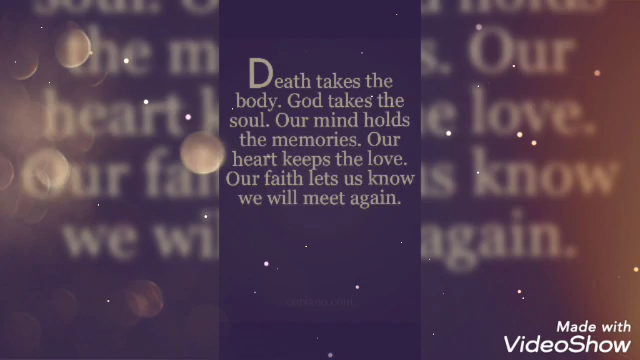 Death takes the
body. God takes the
soul. Our mind holds
the memories. Our
heart keeps the love.
Our faith lets us know
we will meet again.
Made with
VideoShow